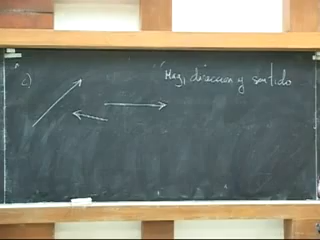 Mag, dirección y sentido
c)